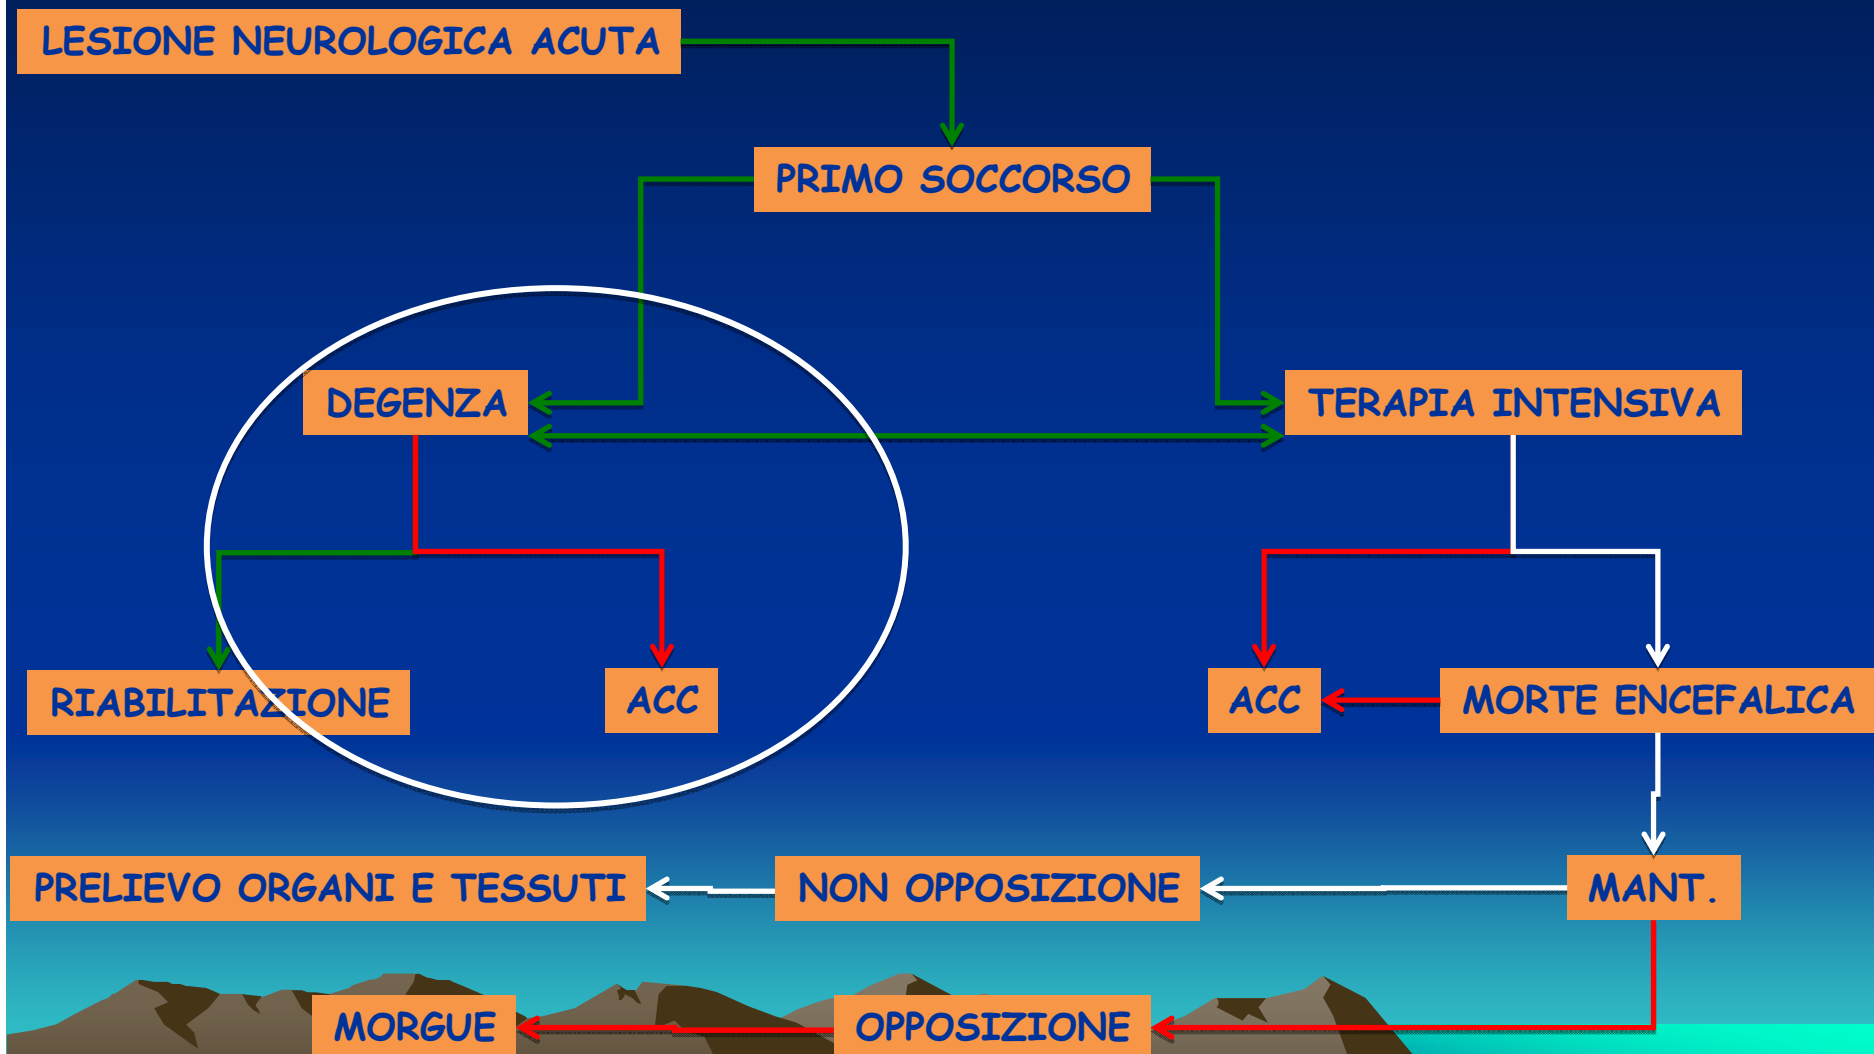 LESIONE NEUROLOGICA ACUTA
PRIMO SOCCORSO
DEGENZA
TERAPIA INTENSIVA
RIABILITAZIONE
ACC
ACC
MORTE ENCEFALICA
PRELIEVO ORGANI E TESSUTI
NON OPPOSIZIONE
MANT.
MORGUE
OPPOSIZIONE